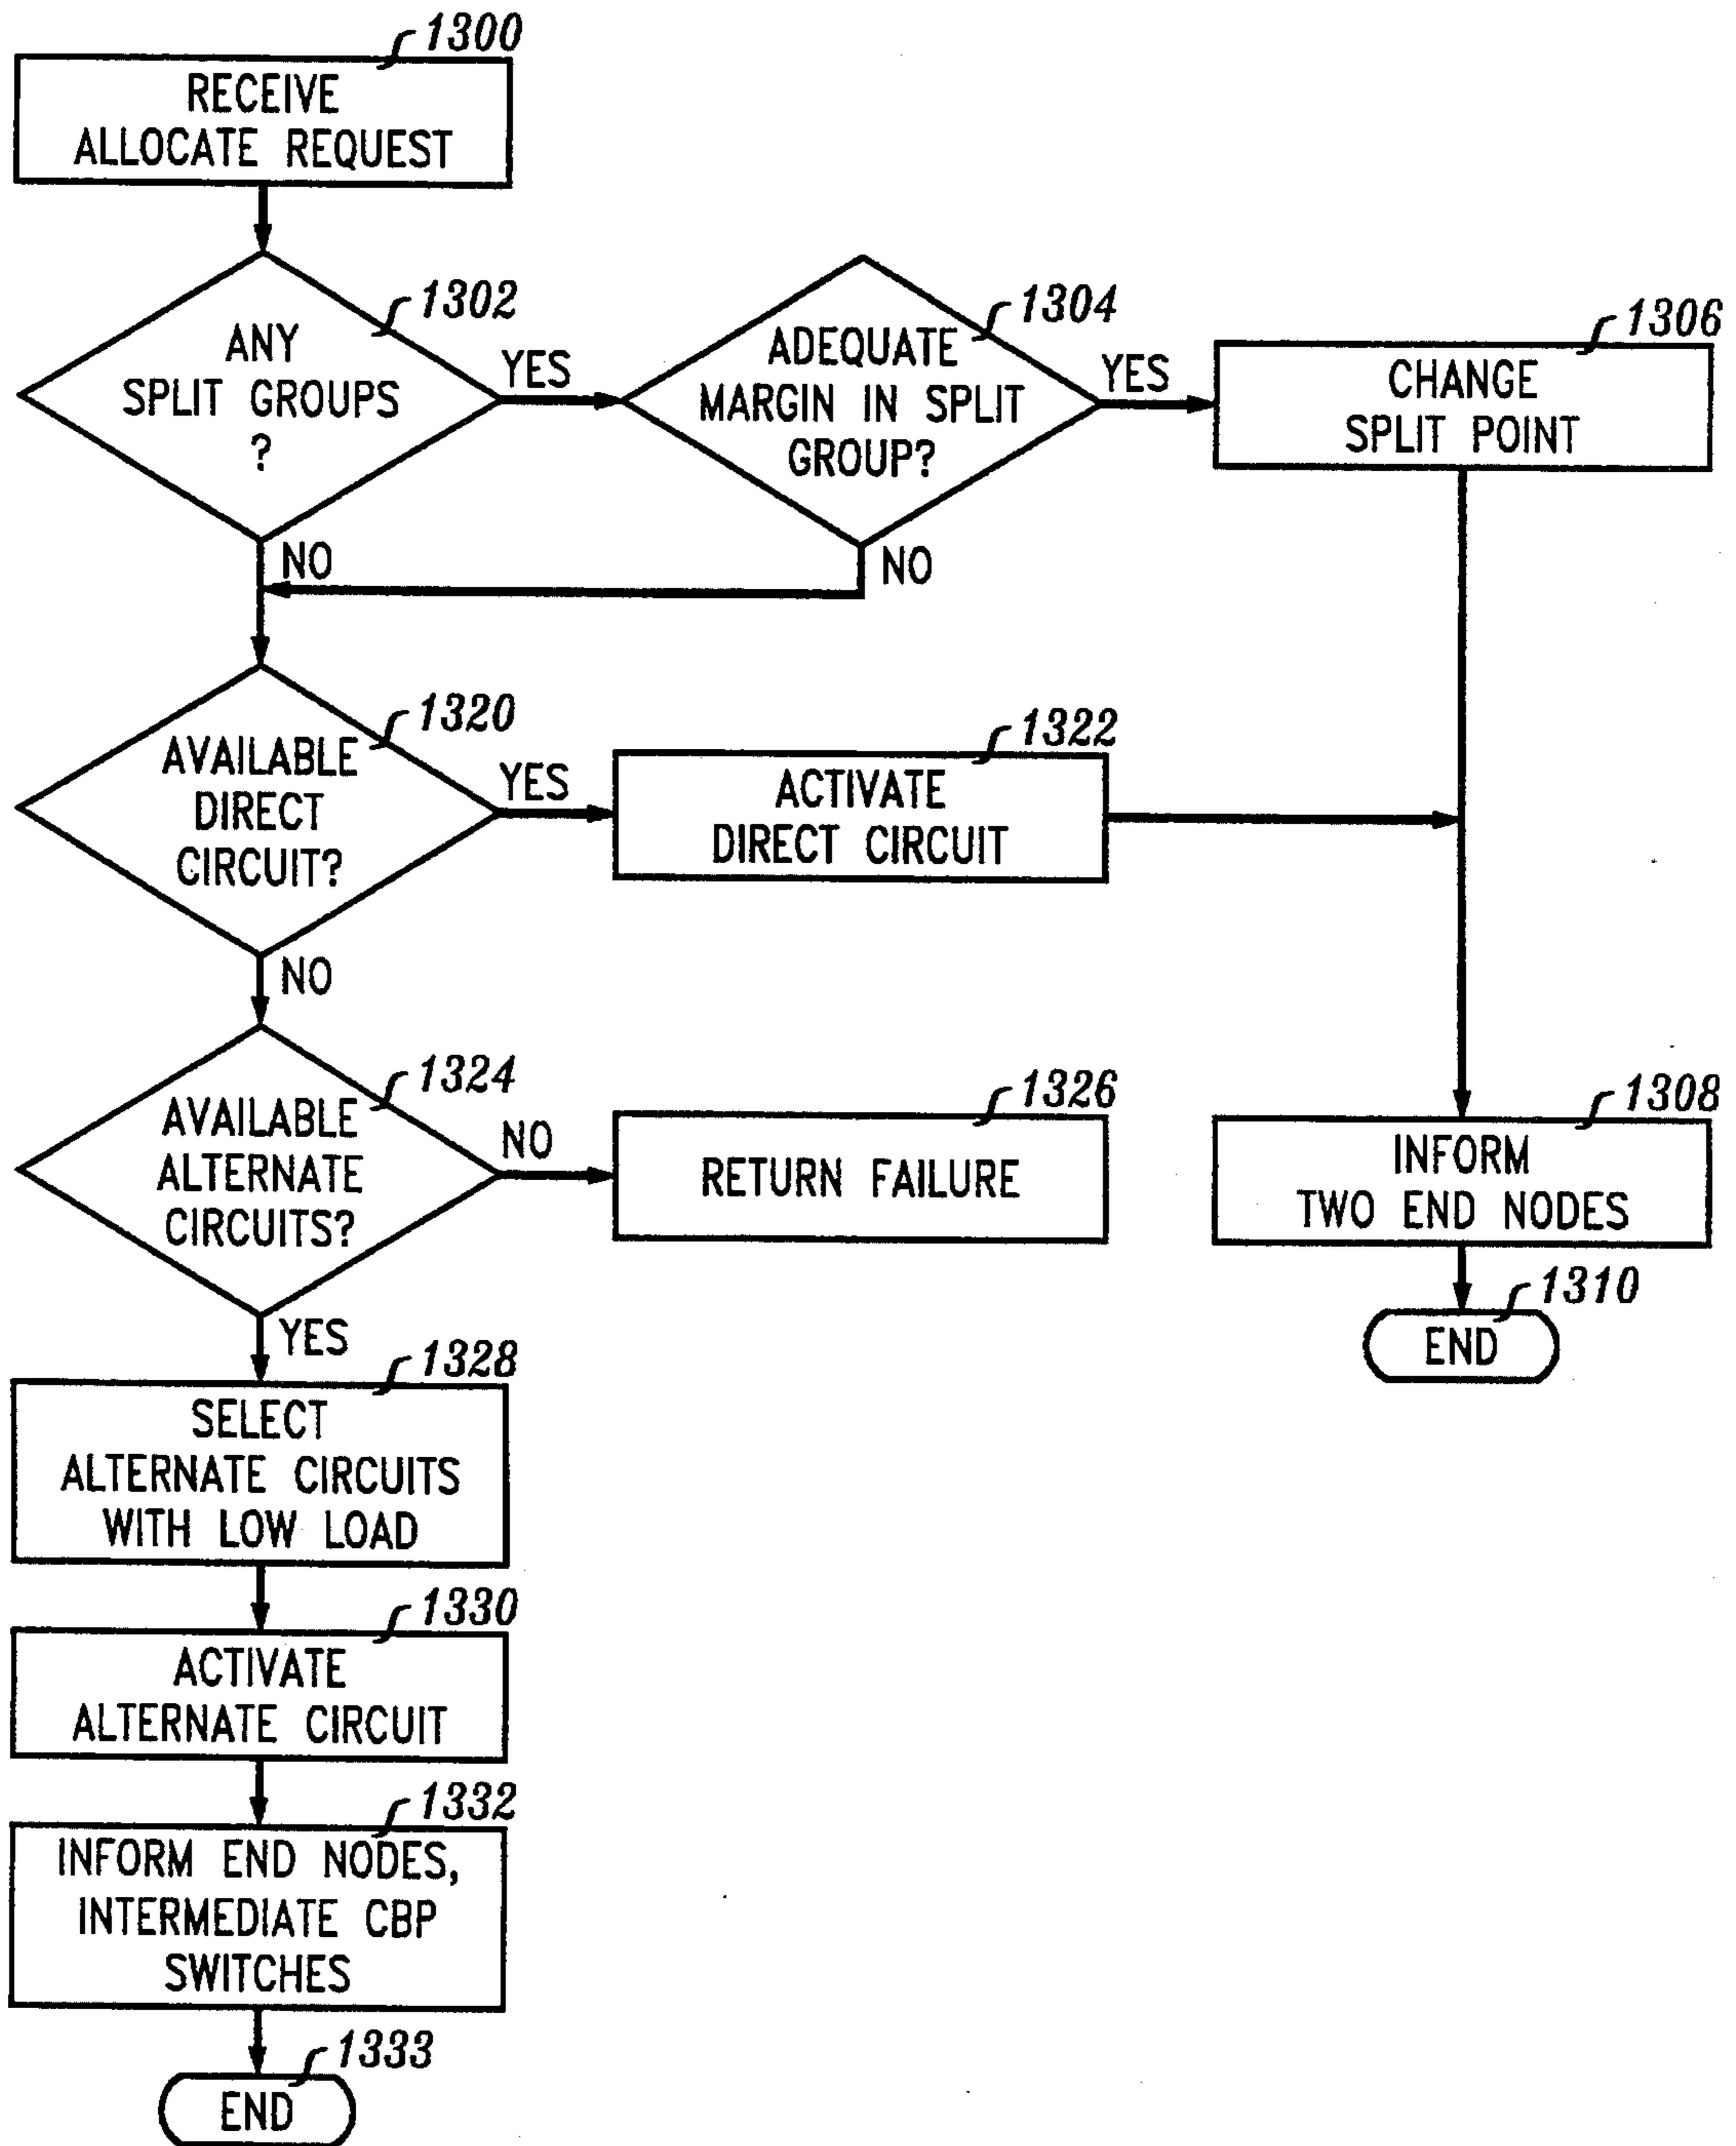 1300
RECEIVE
ALLOCATE REQUEST
1302
ANY
SPLIT GROUPS
?
YES
NO
1304
ADEQUATE
MARGIN IN SPLIT
GROUP?
YES
NO
1306
CHANGE
SPLIT POINT
1320
AVAILABLE
DIRECT
CIRCUIT?
YES
NO
1322
ACTIVATE
DIRECT CIRCUIT
1324
AVAILABLE
ALTERNATE
CIRCUITS?
NO
YES
1326
RETURN FAILURE
1308
INFORM
TWO END NODES
1310
END
1328
SELECT
ALTERNATE CIRCUITS
WITH LOW LOAD
1330
ACTIVATE
ALTERNATE CIRCUIT
1332
INFORM END NODES,
INTERMEDIATE CBP
SWITCHES
1333
END